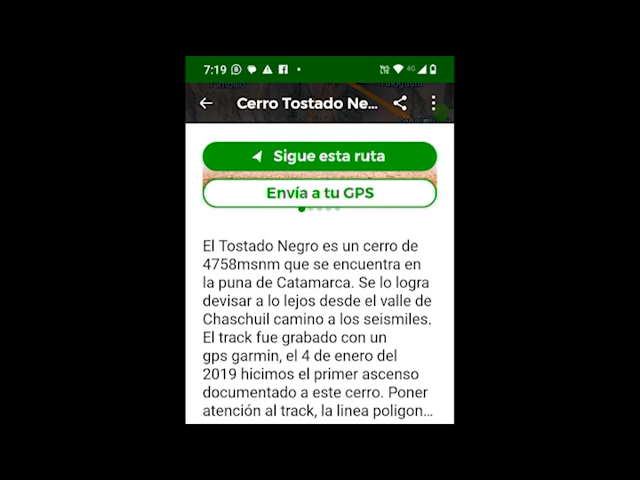 7:19
4G
Cerro Tostado Ne...
Sigue esta ruta
Envía a tu GPS
El Tostado Negro es un cerro de
4758msnm que se encuentra en
la puna de Catamarca. Se lo logra
devisar a lo lejos desde el valle de
Chaschuil camino a los seismiles.
El track fue grabado con un
gps garmin, el 4 de enero del
2019 hicimos el primer ascenso
documentado a este cerro. Poner
atención al track, la linea poligon...